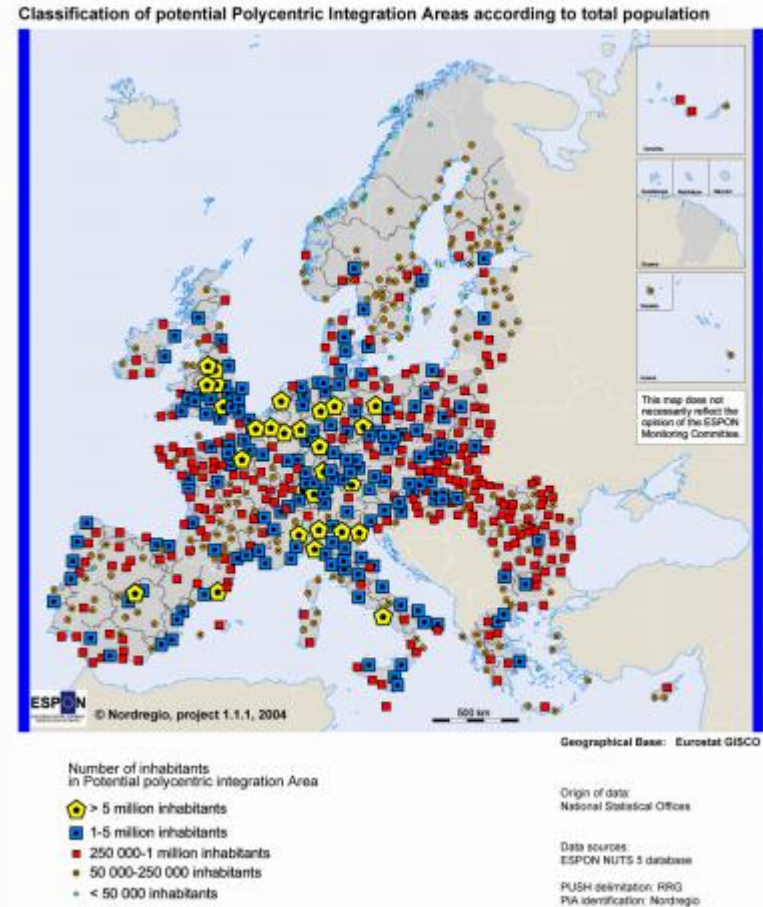 Classification of potential Polycentric Integration Areas according to total population
This map does not
necessarily reflect the
opinion of the ESPON
Monitoring Committee.
ESPON
© Nordregio, project 1.1.1, 2004
500 km
Geographical Base: Eurostat GISCO
Number of inhabitants
in Potential polycentric integration Area
> 5 million inhabitants
1-5 million inhabitants
250 000-1 million inhabitants
50 000-250 000 inhabitants
< 50 000 inhabitants
Origin of data:
National Statistical Offices
Data sources:
ESPON NUTS 5 database
PUSH delimitation: RRG
PIA identification: Nordregio